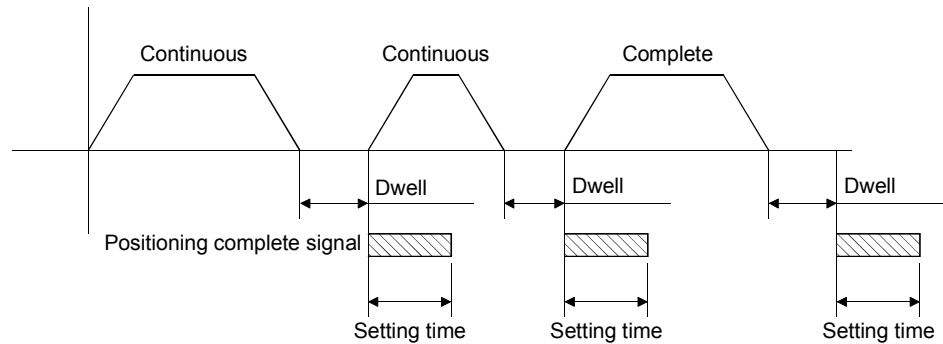 Continuous
Continuous
Complete
Dwell
Dwell
Dwell
Positioning complete signal
Setting time
Setting time
Setting time